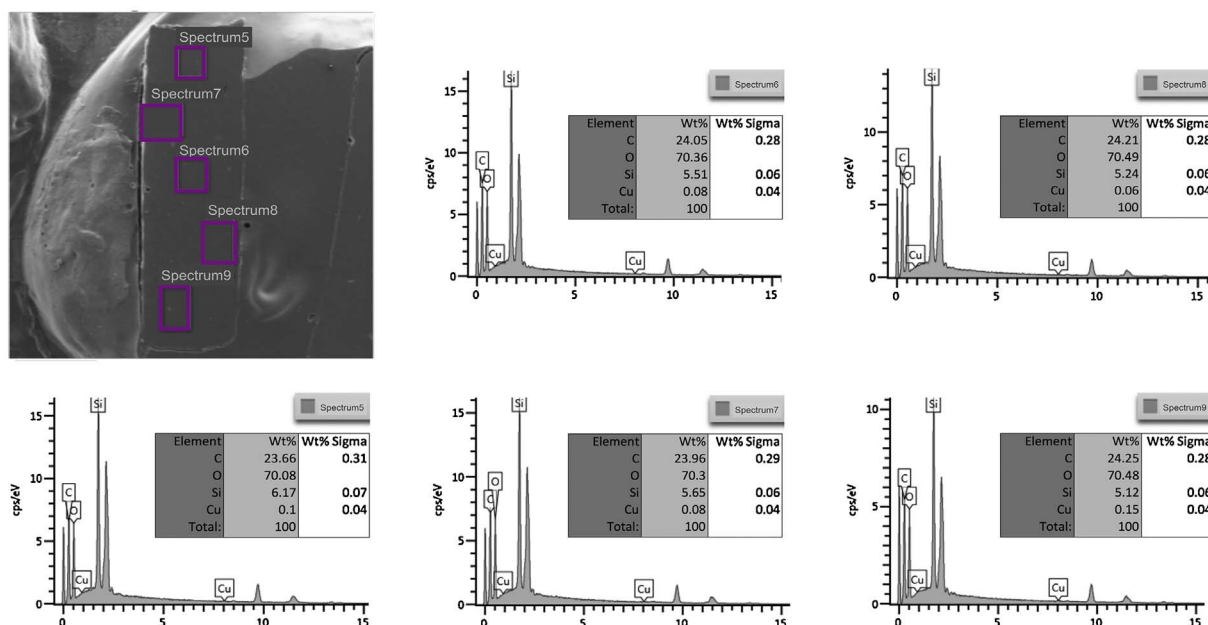 Spectrum5
Spectrum7
Spectrum6
Spectrum8
Spectrum9
Spectrum6
Si
C
O
Cu
Cu
cps/eV
15
10
5
0
0 5 10 15
Element Wt% Wt% Sigma
C 24.05 0.28
O 70.36
Si 5.51 0.06
Cu 0.08 0.04
Total: 100
Spectrum8
Si
C
O
Cu
Cu
cps/eV
10
5
0
0 5 10 15
Element Wt% Wt% Sigma
C 24.21 0.28
O 70.49
Si 5.24 0.06
Cu 0.06 0.04
Total: 100
Spectrum5
Si
C
O
Cu
Cu
cps/eV
15
10
5
0
0 5 10 15
Element Wt% Wt% Sigma
C 23.66 0.31
O 70.08
Si 6.17 0.07
Cu 0.1 0.04
Total: 100
Spectrum7
Si
O
C
Cu
Cu
cps/eV
15
10
5
0
0 5 10 15
Element Wt% Wt% Sigma
C 23.96 0.29
O 70.3
Si 5.65 0.06
Cu 0.08 0.04
Total: 100
Spectrum9
Si
C
O
Cu
Cu
cps/eV
10
5
0
0 5 10 15
Element Wt% Wt% Sigma
C 24.25 0.28
O 70.48
Si 5.12 0.06
Cu 0.15 0.04
Total: 100